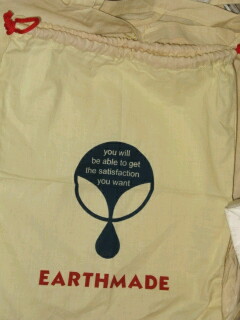 you will
be able to get
the satisfaction
you want
EARTHMADE